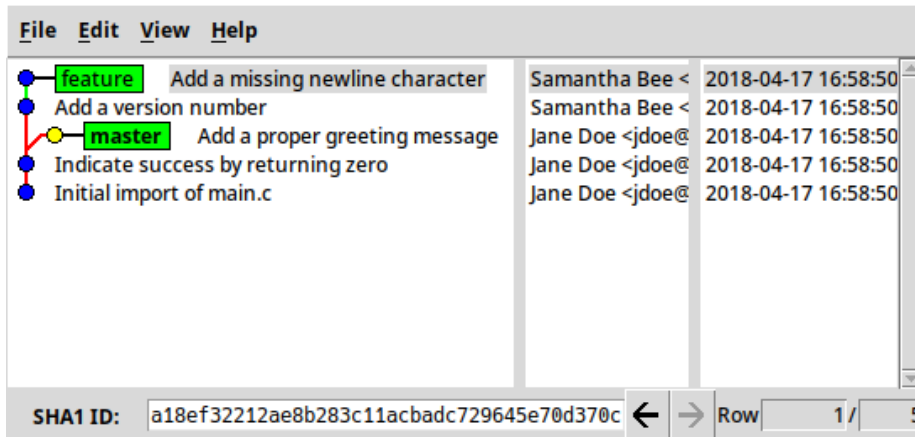 File Edit View Help
feature Add a missing newline character Samantha Bee < 2018-04-17 16:58:50
Add a version number Samantha Bee < 2018-04-17 16:58:50
master Add a proper greeting message Jane Doe <jdoe@ 2018-04-17 16:58:50
Indicate success by returning zero Jane Doe <jdoe@ 2018-04-17 16:58:50
Initial import of main.c Jane Doe <jdoe@ 2018-04-17 16:58:50
SHA1 ID: a18ef32212ae8b283c11acbadc729645e70d370c ← → Row 1 / 5